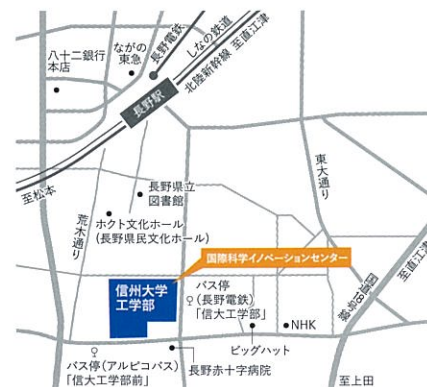 八十二銀行
本店
ながの
東急
長野電鉄
しなの鉄道
北陸新幹線 至直江津
長野駅
至松本
長野県立
図書館
ホクト文化ホール
(長野県民文化ホール)
荒木通り
東大通り
国際科学イノベーションセンター
信州大学
工学部
バス停
(長野電鉄)
「信大工学部」
国道18号線
至直江津
NHK
ビッグハット
バス停(アルピコバス)
「信大工学部前」
長野赤十字病院
至上田